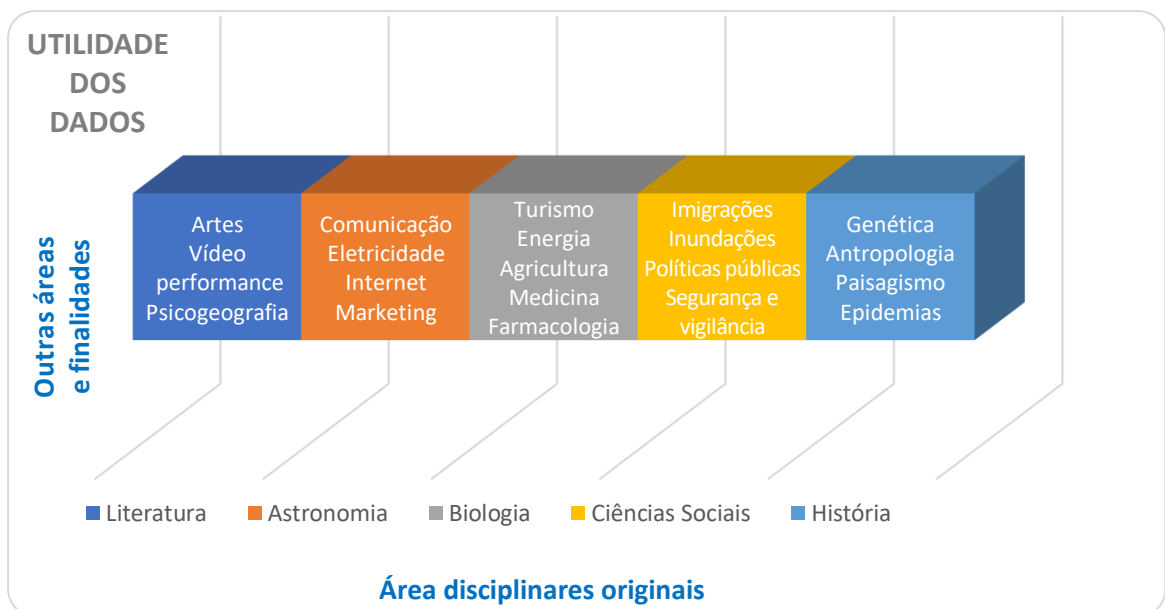 UTILIDADE
DOS
DADOS
Outras áreas
e finalidades
Artes
Vídeo
performance
Psicogeografia
Comunicação
Eletricidade
Internet
Marketing
Turismo
Energia
Agricultura
Medicina
Farmacologia
Imigrações
Inundações
Políticas públicas
Segurança e
vigilância
Genética
Antropologia
Paisagismo
Epidemias
Literatura
Astronomia
Biologia
Ciências Sociais
História
Área disciplinares originais